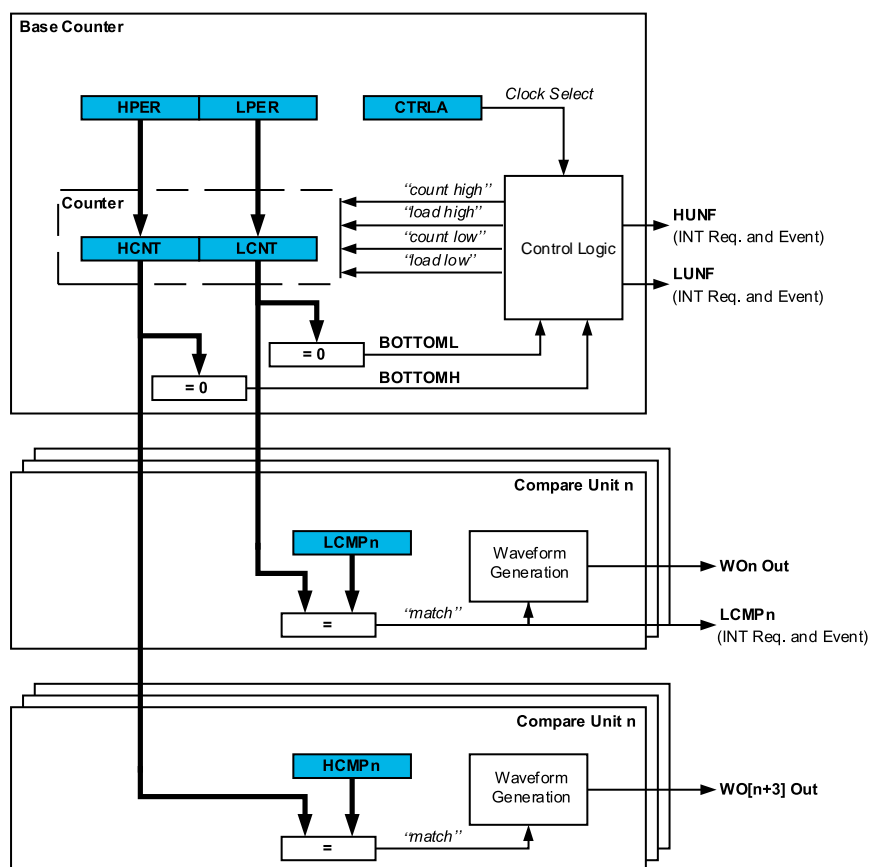 Base Counter
HPER LPER CTRLA Clock Select
Counter
"count high"
"load high"
"count low"
"load low"
Control Logic
HUNF
(INT Req. and Event)
LUNF
(INT Req. and Event)
HCNT LCNT
= 0 BOTTOML
= 0 BOTTOMH
Compare Unit n
LCMPn
Waveform
Generation
WOn Out
= "match"
LCMPn
(INT Req. and Event)
Compare Unit n
HCMPn
Waveform
Generation
WO[n+3] Out
= "match"